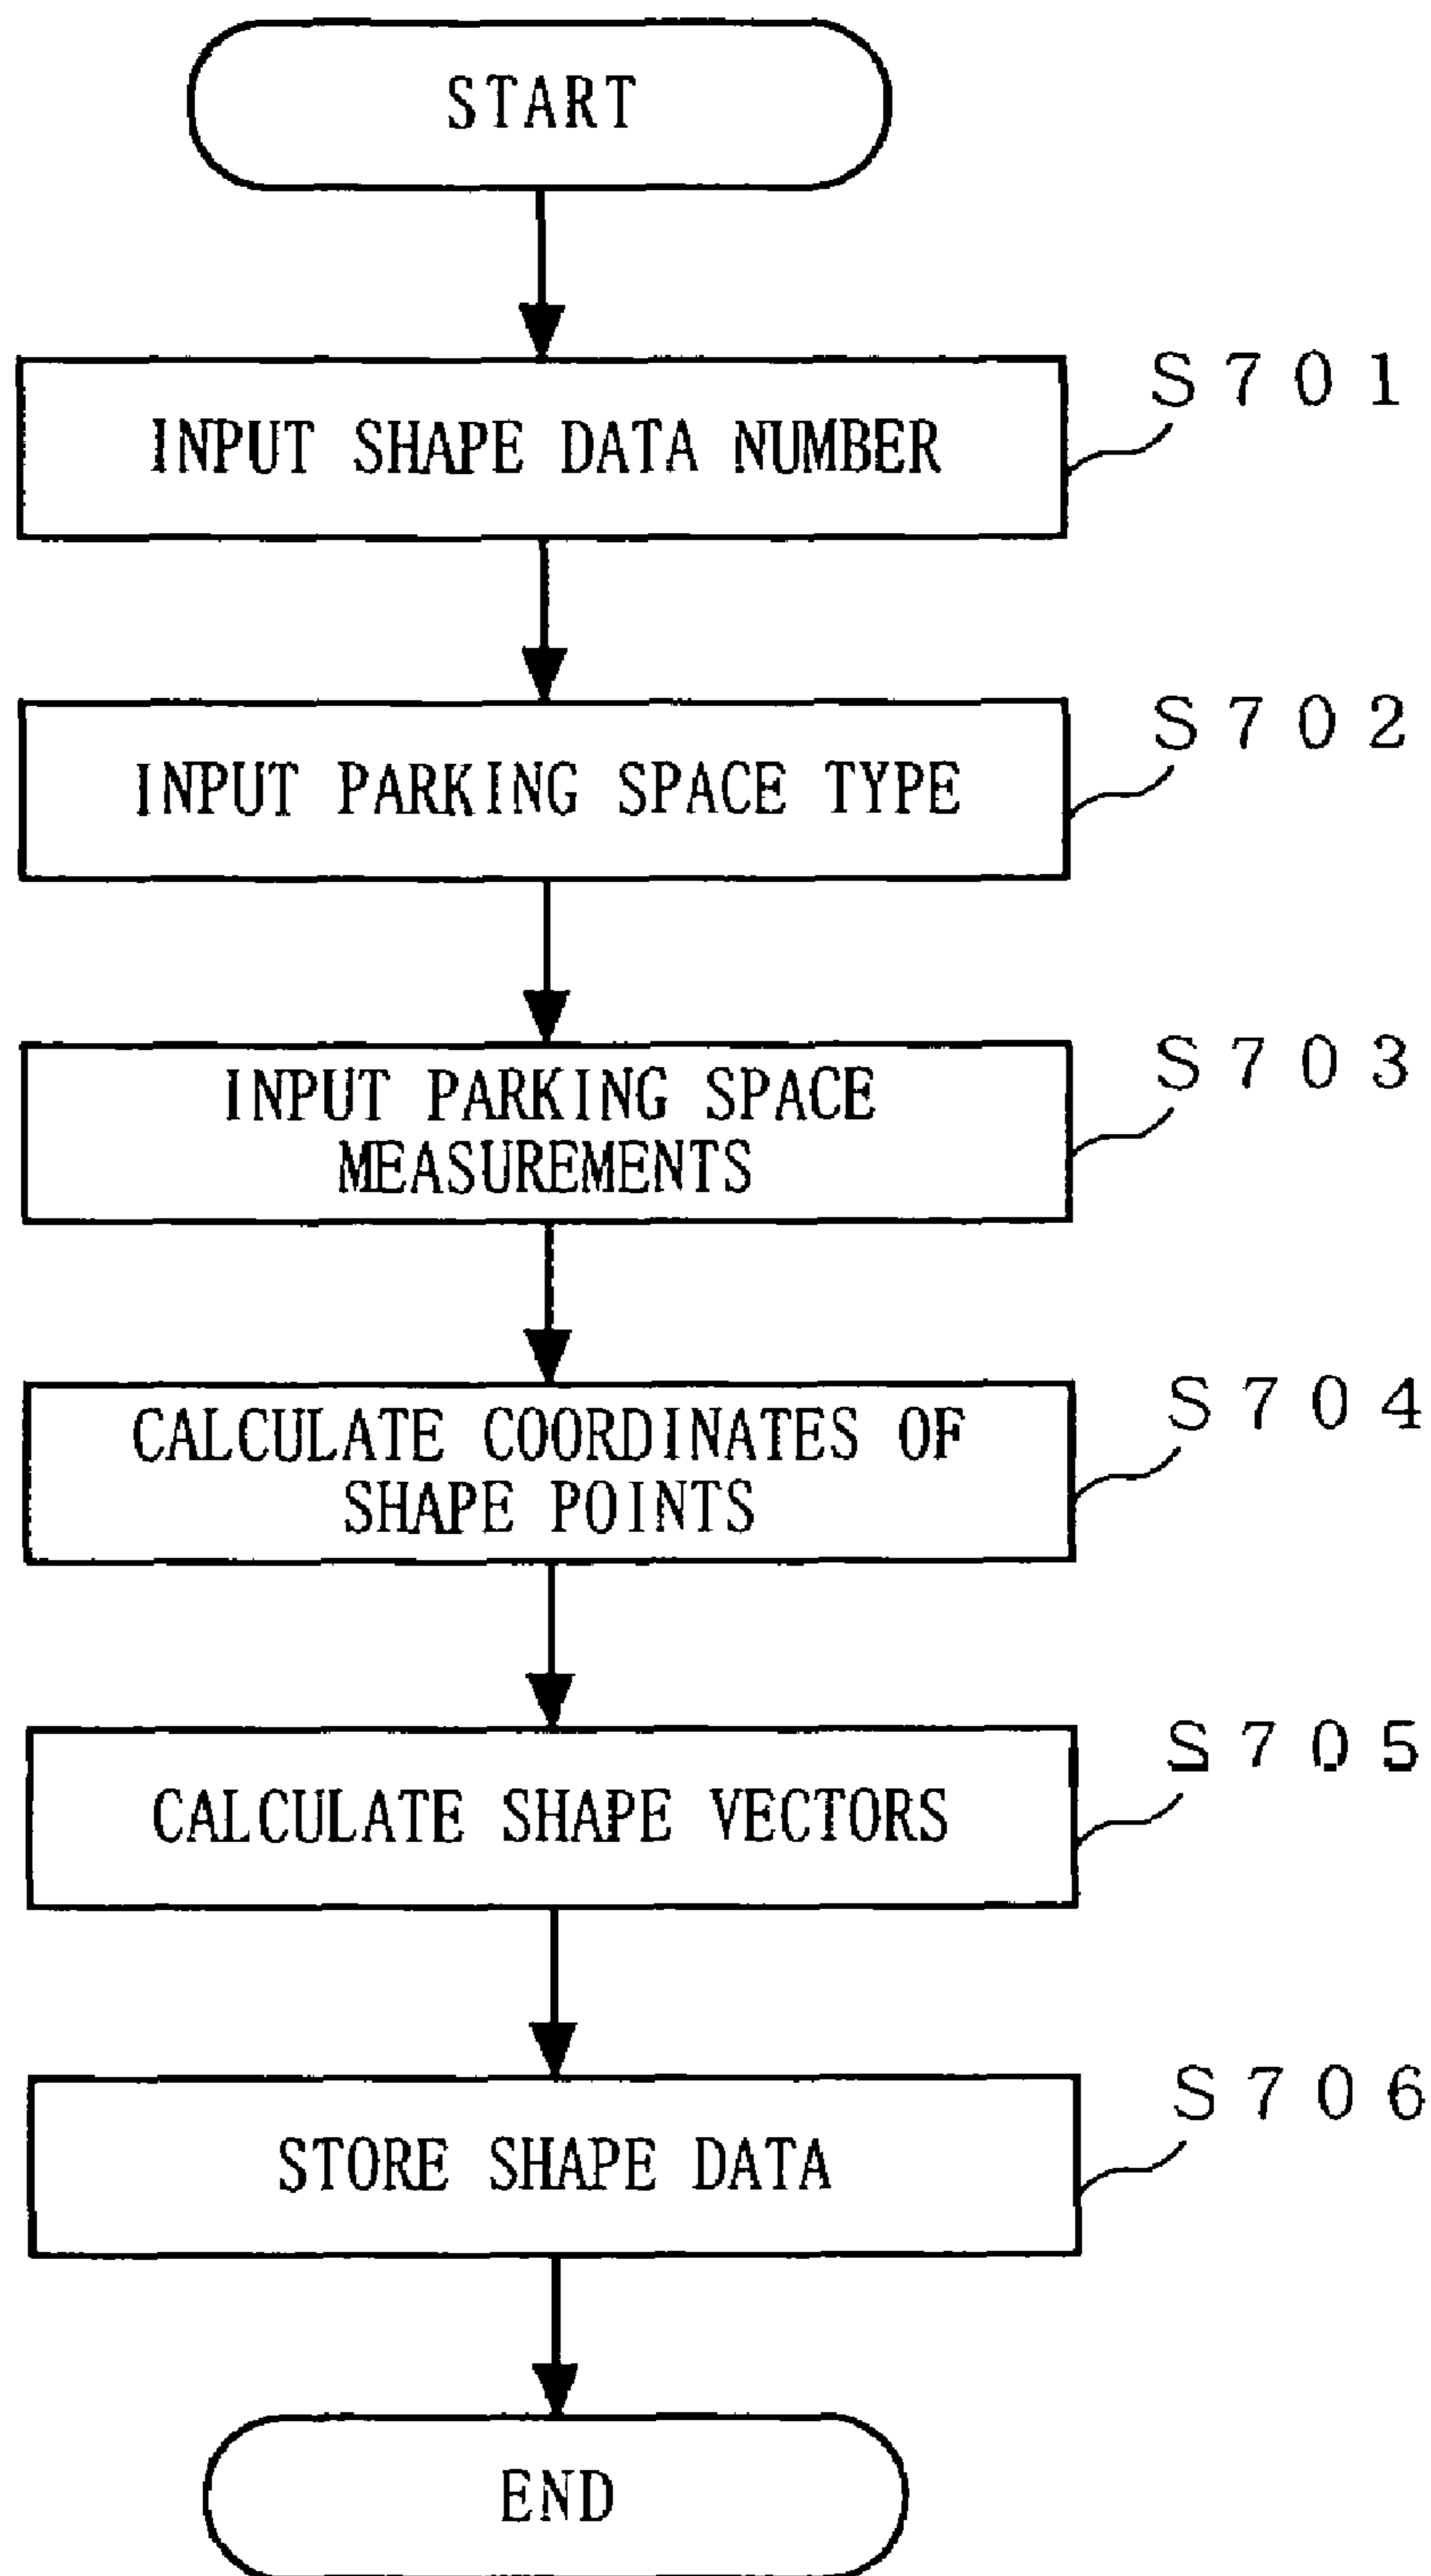 START
S701
INPUT SHAPE DATA NUMBER
S702
INPUT PARKING SPACE TYPE
S703
INPUT PARKING SPACE
MEASUREMENTS
S704
CALCULATE COORDINATES OF
SHAPE POINTS
S705
CALCULATE SHAPE VECTORS
S706
STORE SHAPE DATA
END